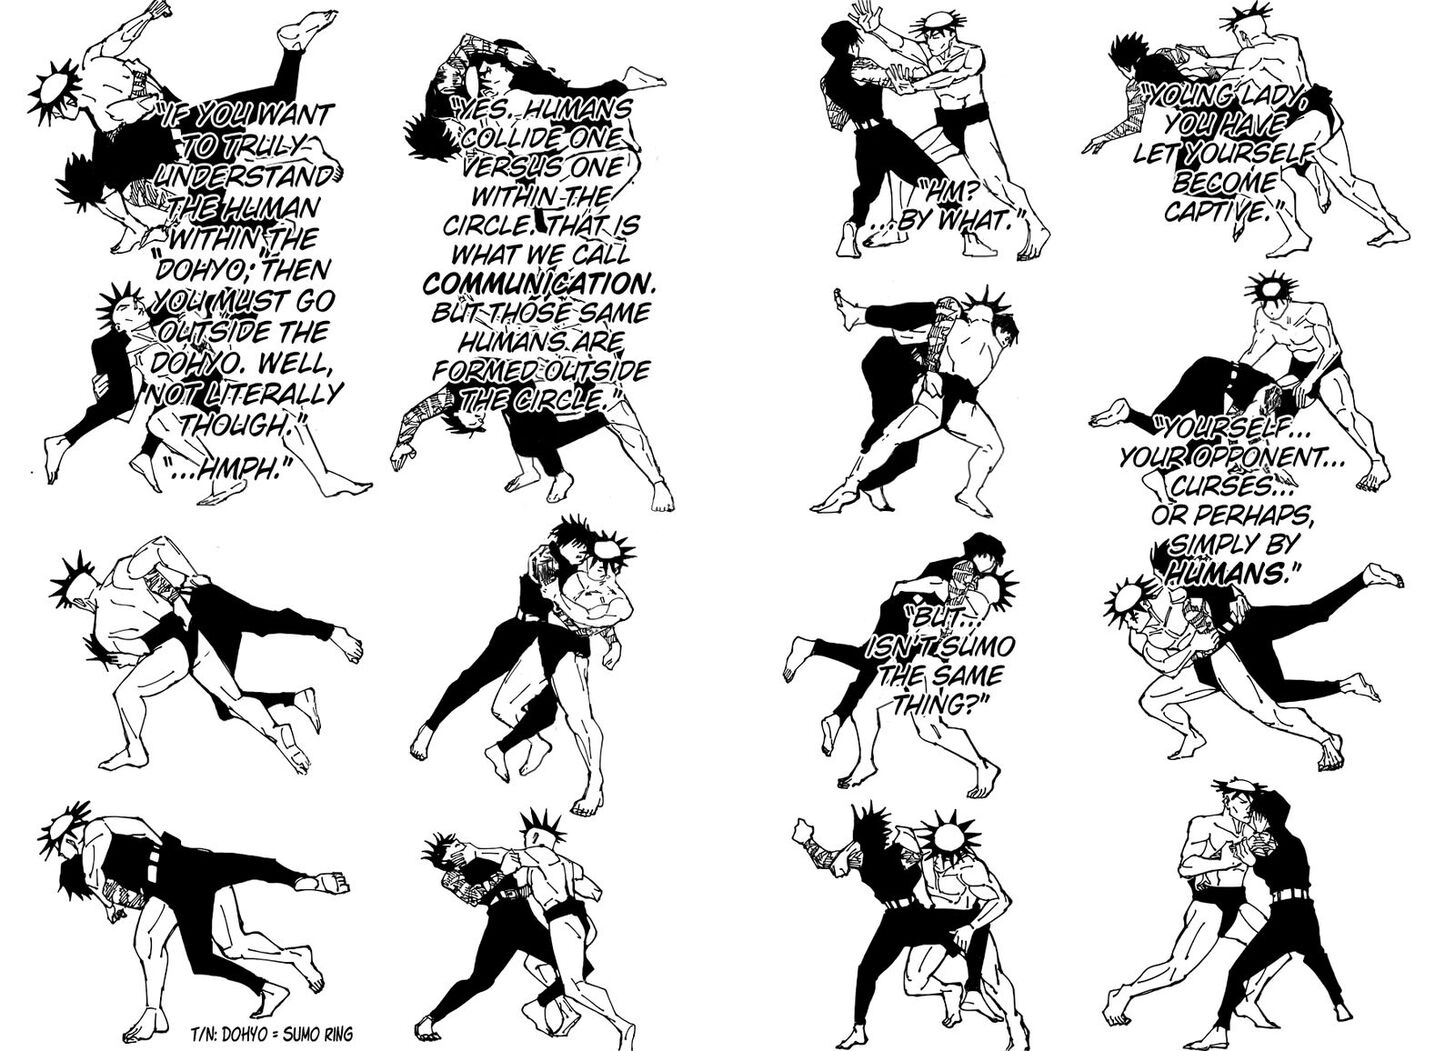 "YOUNG LADY,
YOU HAVE
LET YOURSELF
BECOME
CAPTIVE."
"HM?
...BY WHAT."
"YOURSELF...
YOUR OPPONENT...
CURSES...
OR PERHAPS,
SIMPLY BY
HUMANS."
"BUT...
ISN'T SUMO
THE SAME
THING?"
"YES. HUMANS
COLLIDE ONE
VERSUS ONE
WITHIN THE
CIRCLE. THAT IS
WHAT WE CALL
COMMUNICATION.
BUT THOSE SAME
HUMANS ARE
FORMED OUTSIDE
THE CIRCLE."
"IF YOU WANT
TO TRULY
UNDERSTAND
THE HUMAN
WITHIN THE
"DOHYO," THEN
YOU MUST GO
OUTSIDE THE
DOHYO. WELL,
NOT LITERALLY
THOUGH."
"...HMPH."
T/N: DOHYO = SUMO RING